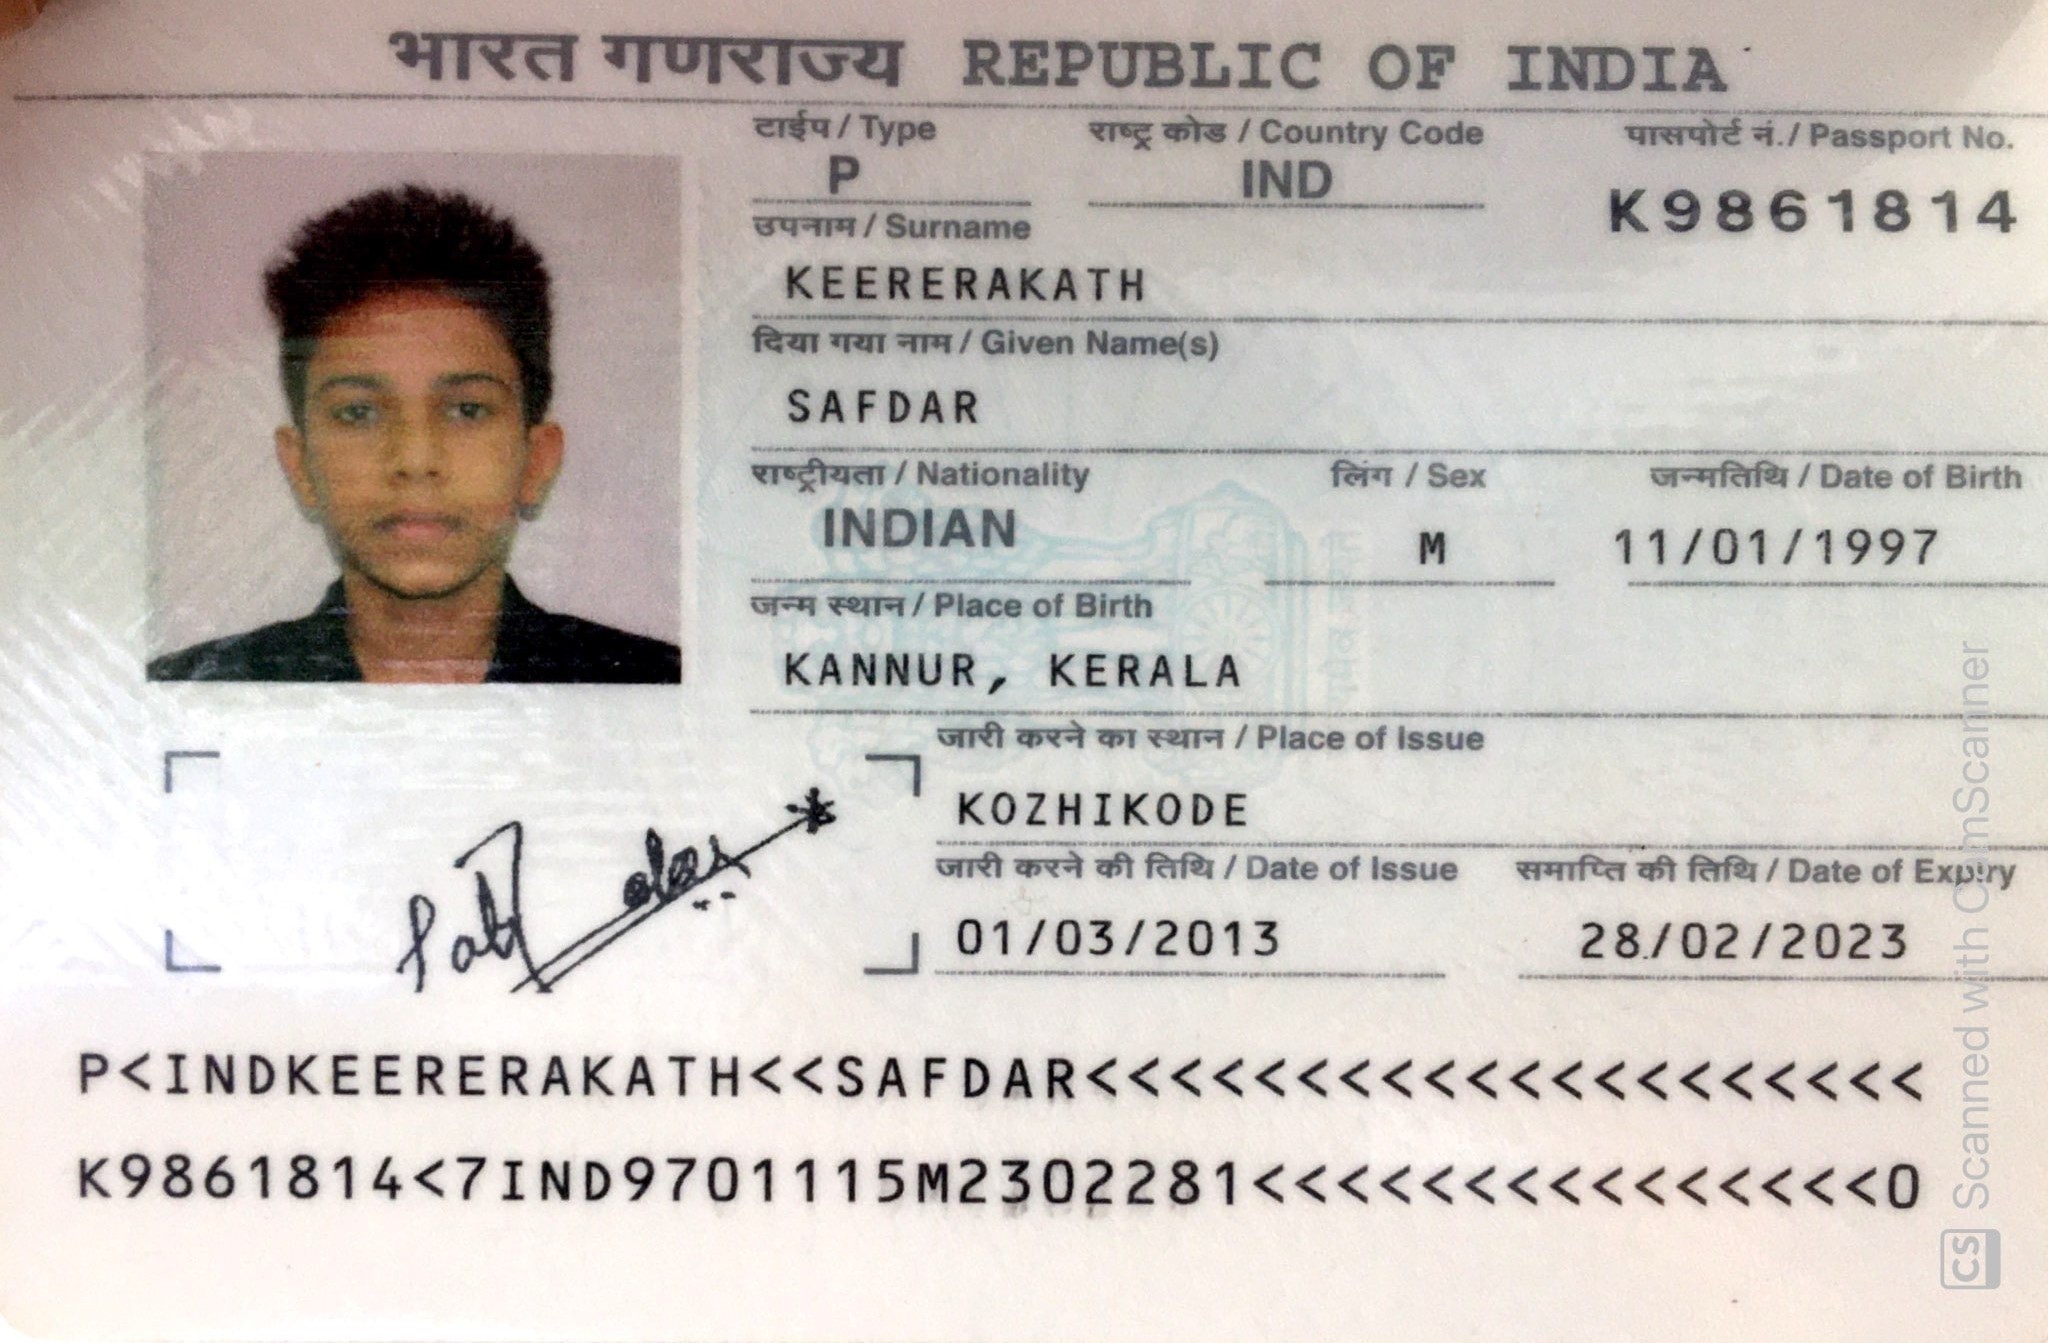 भारत गणराज्य REPUBLIC OF INDIA
टाईप / Type राष्ट्र कोड / Country Code पासपोर्ट नं./ Passport No.
P IND K9861814
उपनाम / Surname
KEERERAKATH
दिया गया नाम / Given Name(s)
SAFDAR
राष्ट्रीयता / Nationality लिंग / Sex जन्मतिथि / Date of Birth
INDIAN M 11/01/1997
जन्म स्थान / Place of Birth
KANNUR, KERALA
जारी करने का स्थान / Place of Issue
KOZHIKODE
जारी करने की तिथि / Date of Issue समाप्ति की तिथि / Date of Expiry
01/03/2013 28/02/2023
P<INDKEERERAKATH<<SAFDAR<<<<<<<<<<<<<<<<<<<<
K9861814<7IND9701115M2302281<<<<<<<<<<<<<<<0
CS Scanned with CamScanner